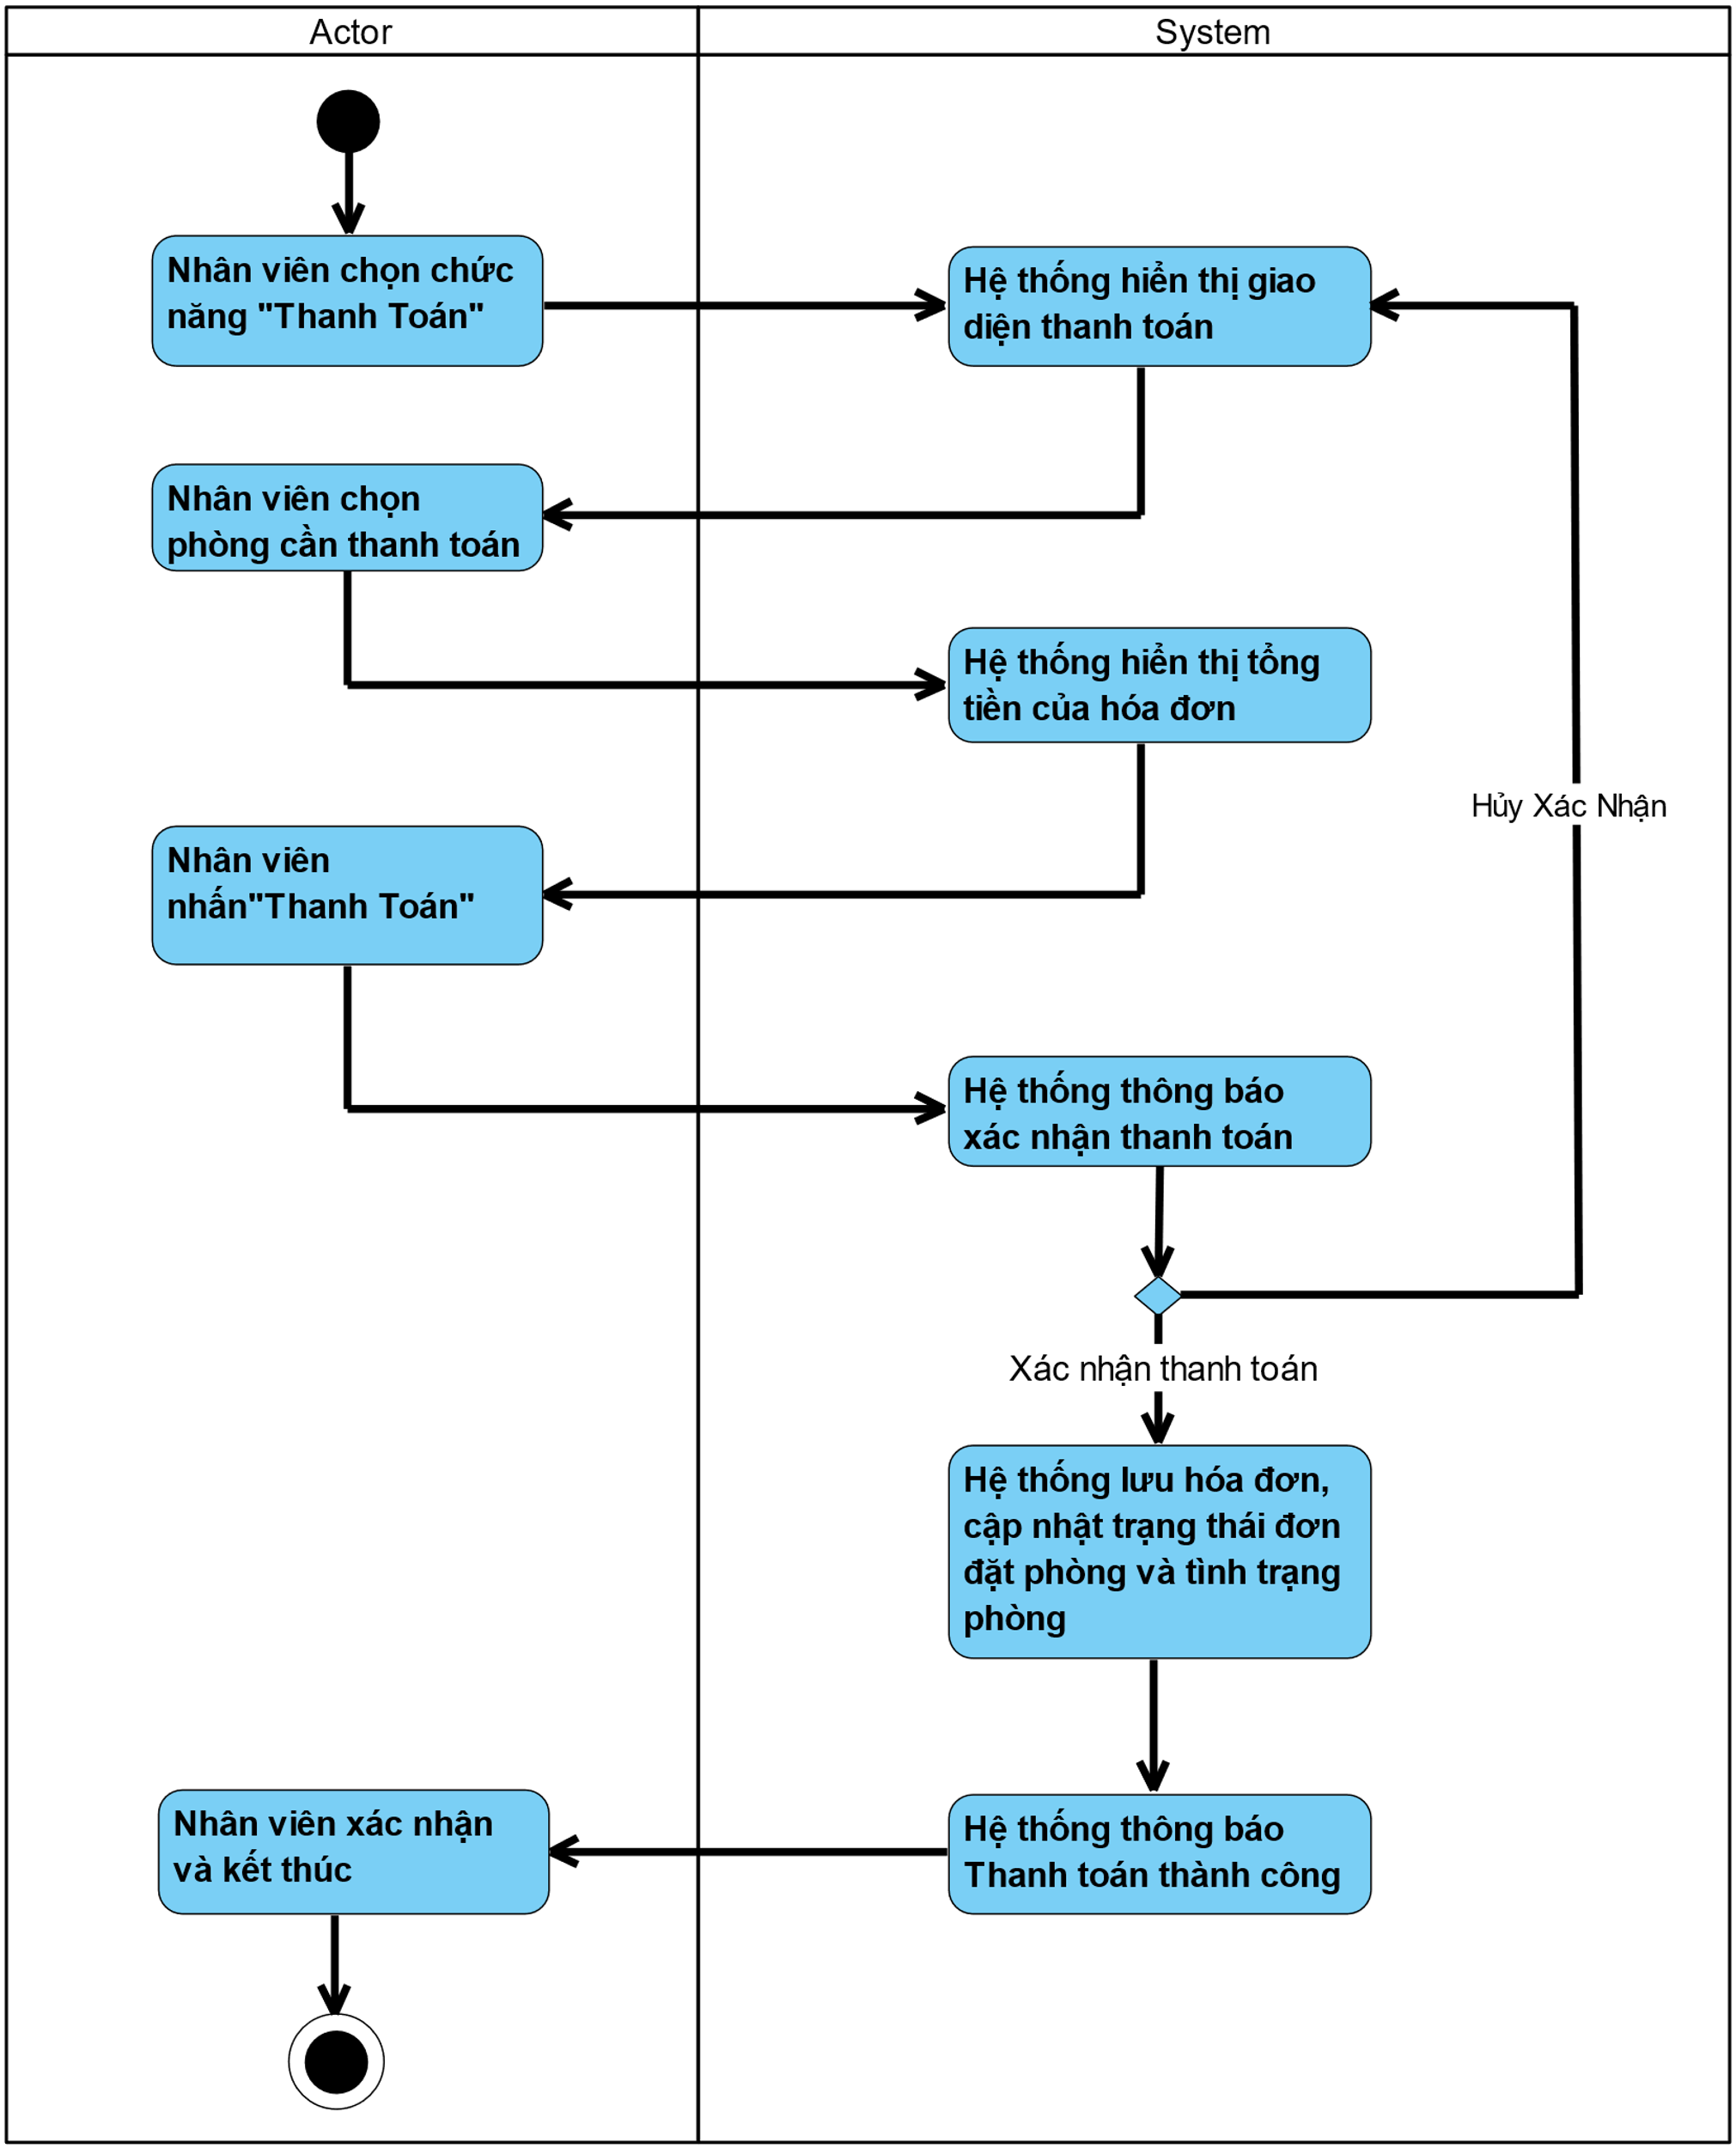 Actor
System
Nhân viên chọn chức
năng "Thanh Toán"
Hệ thống hiển thị giao
diện thanh toán
Nhân viên chọn
phòng cần thanh toán
Hệ thống hiển thị tổng
tiền của hóa đơn
Hủy Xác Nhận
Nhân viên
nhấn"Thanh Toán"
Hệ thống thông báo
xác nhận thanh toán
Xác nhận thanh toán
Hệ thống lưu hóa đơn,
cập nhật trạng thái đơn
đặt phòng và tình trạng
phòng
Hệ thống thông báo
Thanh toán thành công
Nhân viên xác nhận
và kết thúc